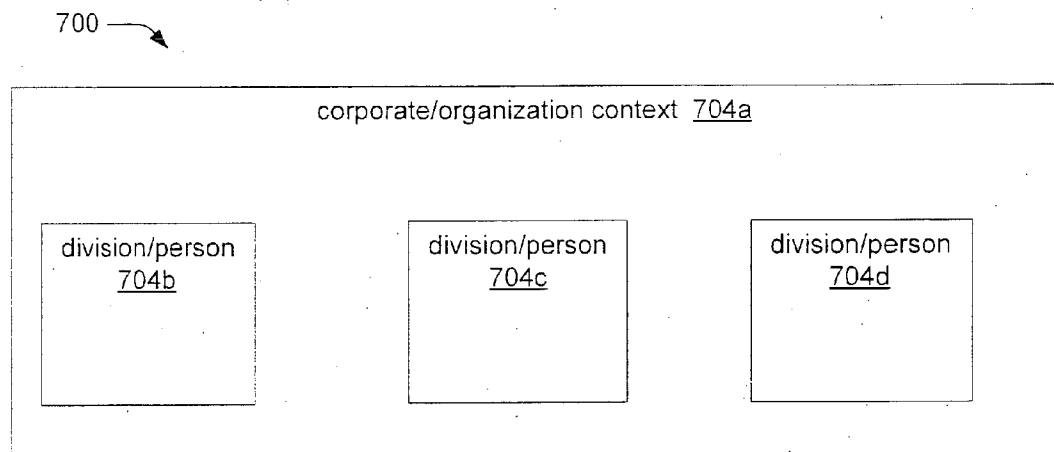 700
corporate/organization context 704a
division/person
704b
division/person
704c
division/person
704d